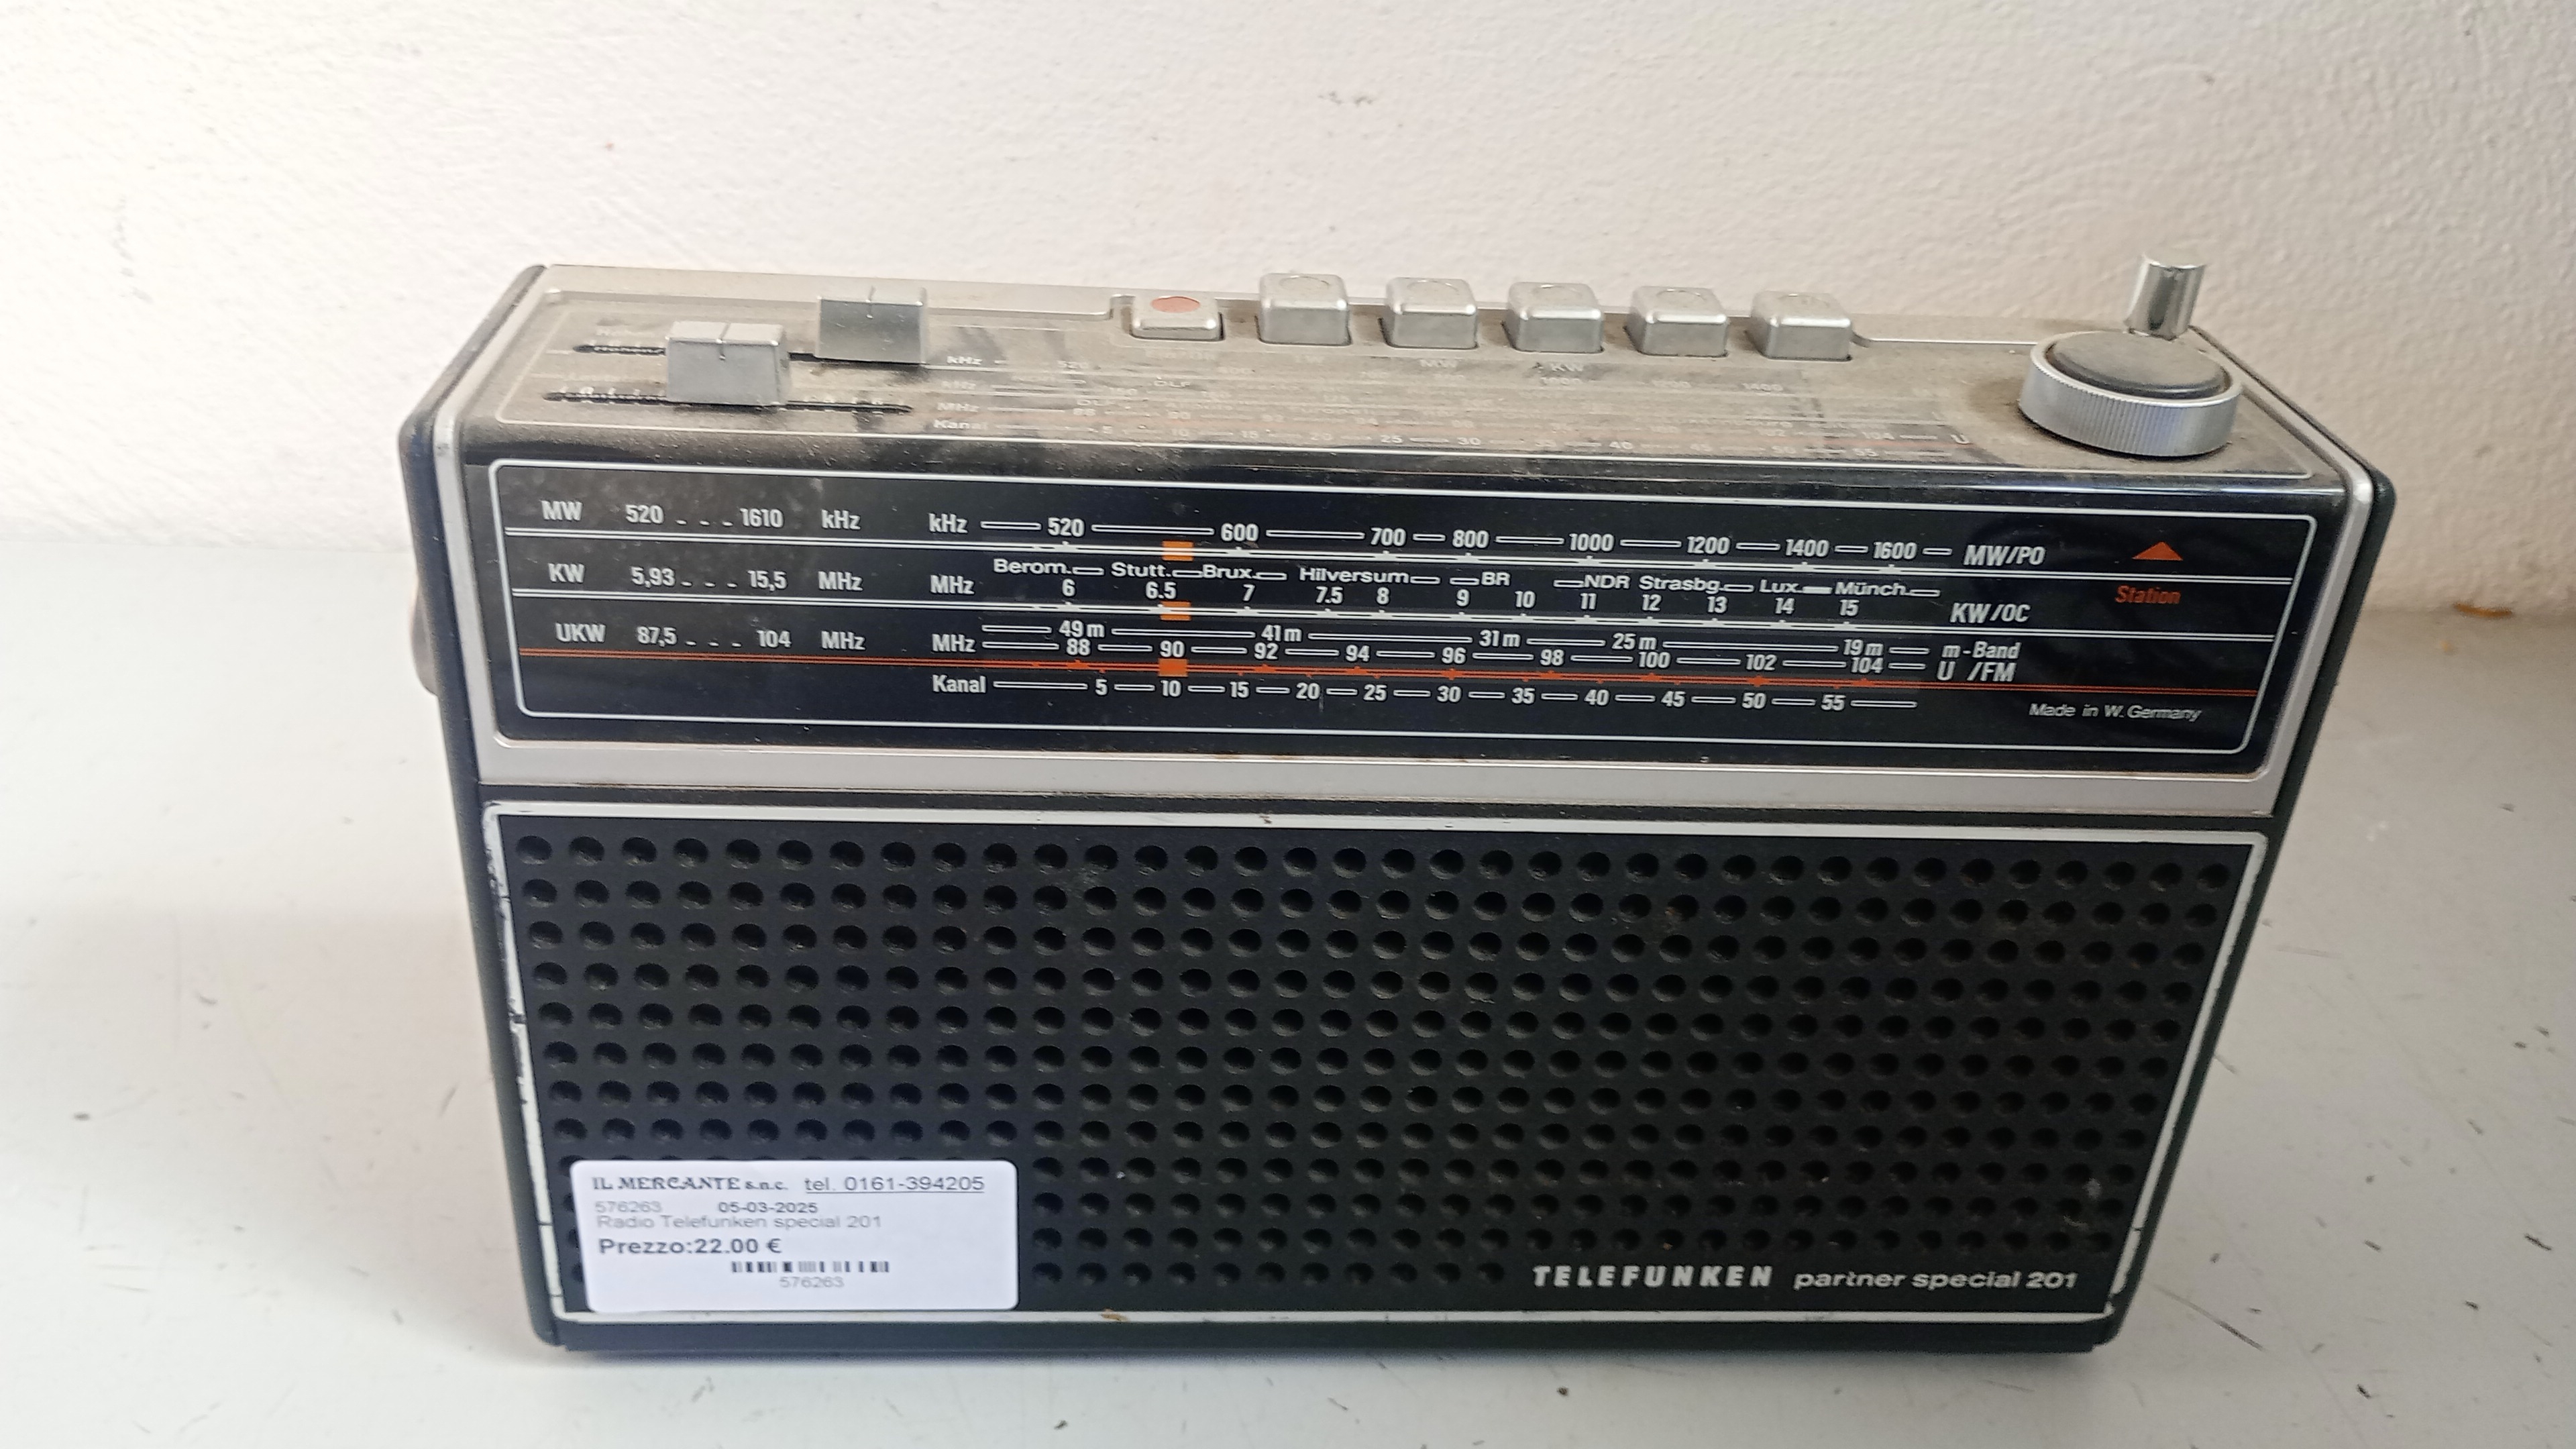 MW 520 - - - 1610 kHz kHz 520 600 700 800 1000 1200 1400 1600 MW/PO
Berom. Stutt. Brux. Hilversum BR NDR Strasbg. Lux. Münch. Station
KW 5,93 - - - 15,5 MHz MHz 6 6.5 7 7.5 8 9 10 11 12 13 14 15 KW/OC
49m 41m 31m 25m 19m m-Band
UKW 87,5 - - - 104 MHz MHz 88 90 92 94 96 98 100 102 104 U /FM
Kanal 5 10 15 20 25 30 35 40 45 50 55
Made in W. Germany
IL MERCANTE s.n.c. tel. 0161-394205
576263 05-03-2025
Radio Telefunken special 201
Prezzo:22.00 €
576263
TELEFUNKEN partner special 201